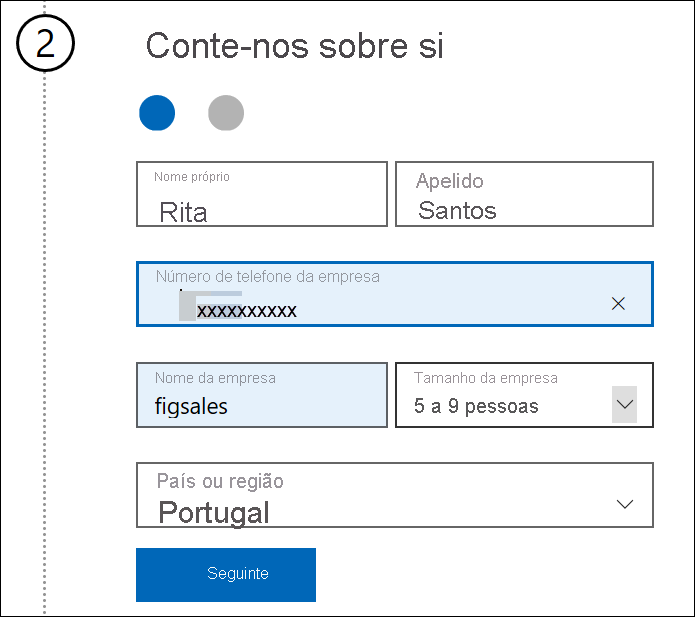 2
Conte-nos sobre si
Nome próprio
Rita
Apelido
Santos
Número de telefone da empresa
xxxxxxxxxx
Nome da empresa
figsales
Tamanho da empresa
5 a 9 pessoas
País ou região
Portugal
Seguinte